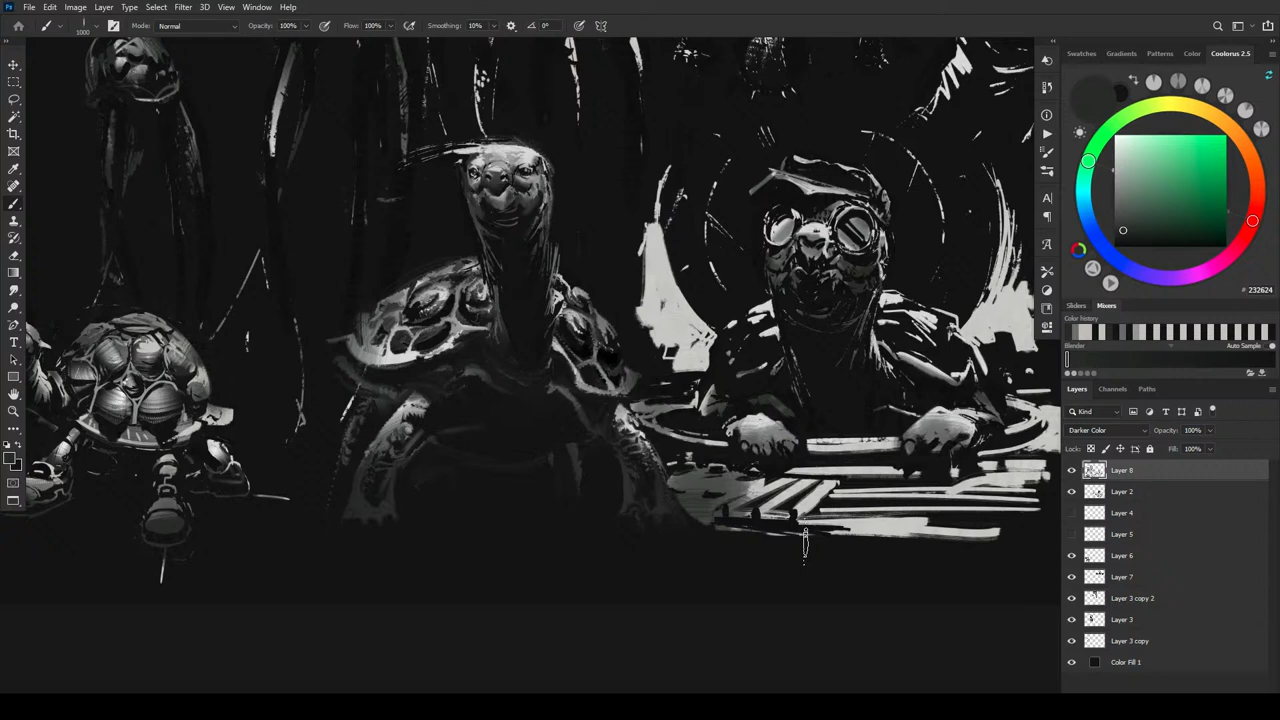 Ps File Edit Image Layer Type Select Filter 3D View Window Help
1000 Mode: Normal Opacity: 100% Flow: 100% Smoothing: 10% 0°
Swatches Gradients Patterns Color Coolorus 2.5
# 232624
Sliders Mixers
Color history
Blender Auto Sample
Layers Channels Paths
Kind
Darker Color Opacity: 100%
Lock: Fill: 100%
Layer 8
Layer 2
Layer 4
Layer 5
Layer 6
Layer 7
Layer 3 copy 2
Layer 3
Layer 3 copy
Color Fill 1